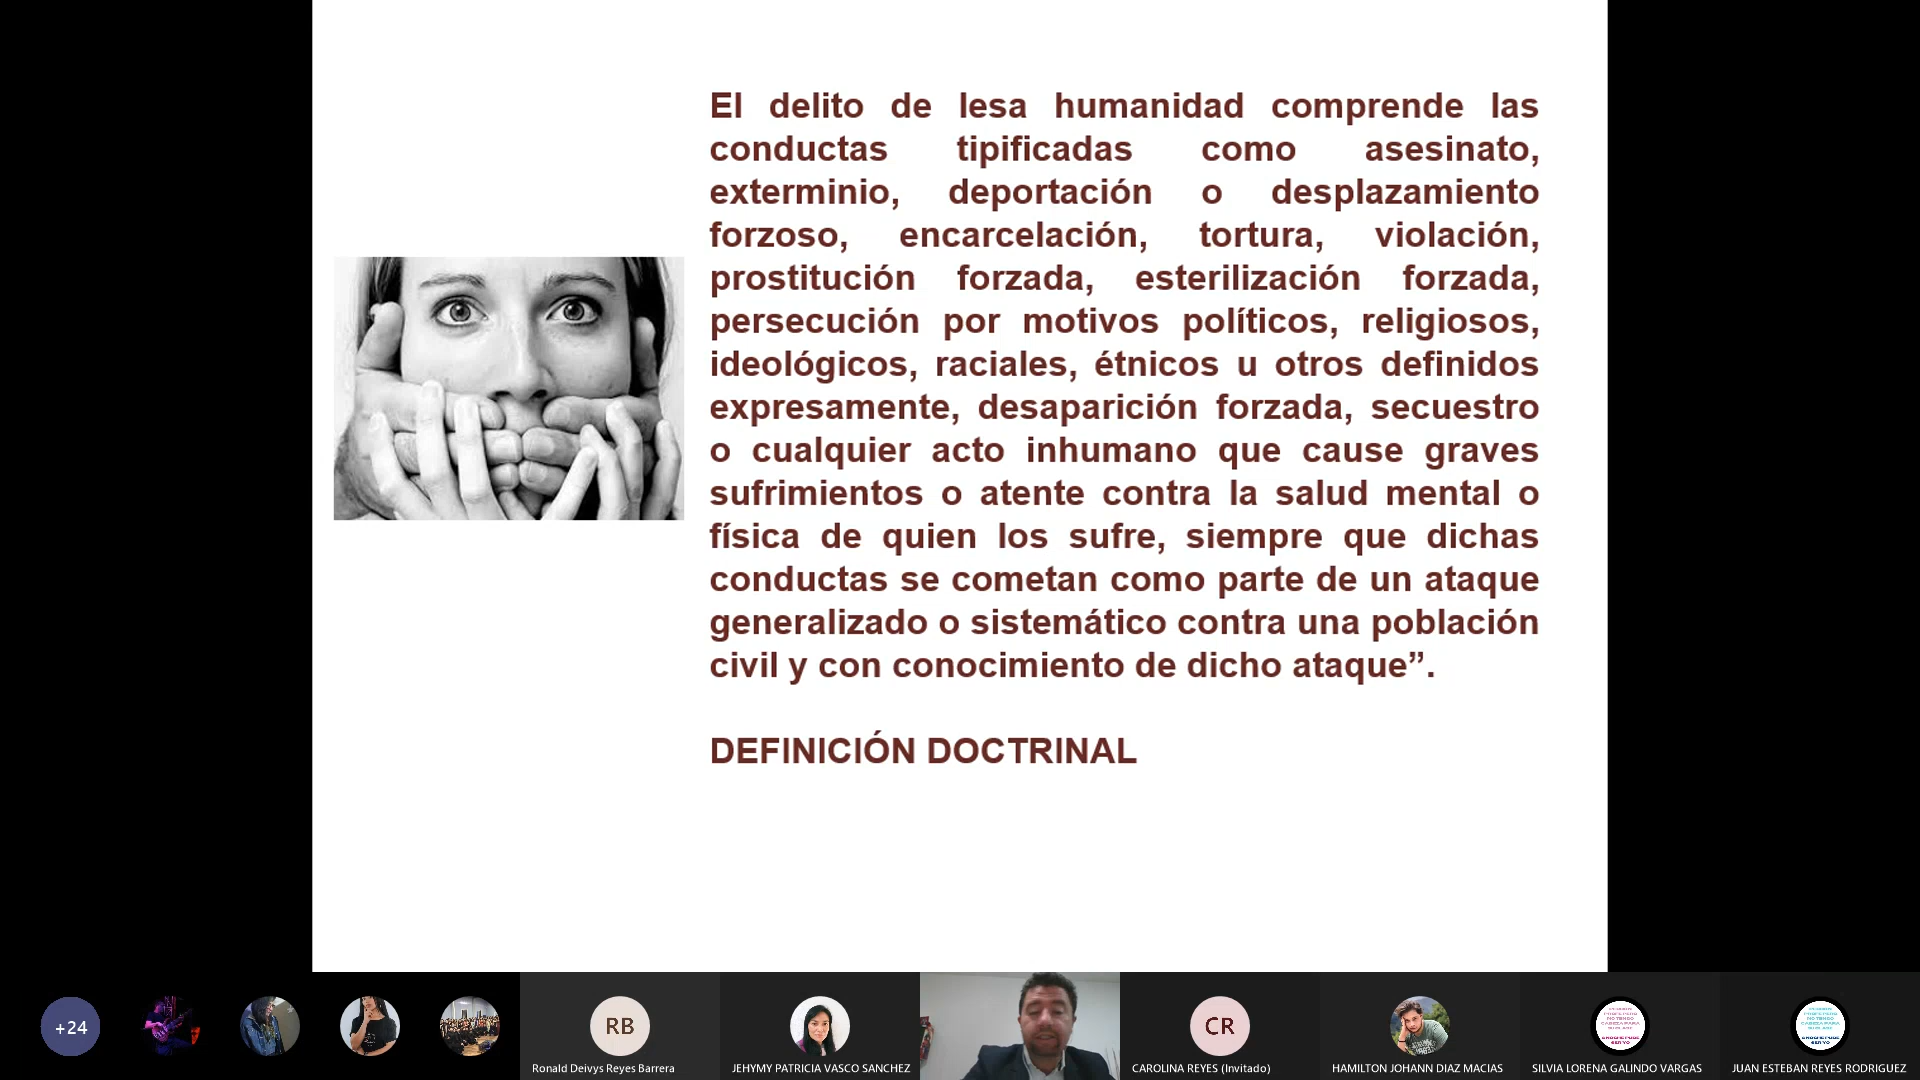 El delito de lesa humanidad comprende las
conductas tipificadas como asesinato,
exterminio, deportación o desplazamiento
forzoso, encarcelación, tortura, violación,
prostitución forzada, esterilización forzada,
persecución por motivos políticos, religiosos,
ideológicos, raciales, étnicos u otros definidos
expresamente, desaparición forzada, secuestro
o cualquier acto inhumano que cause graves
sufrimientos o atente contra la salud mental o
física de quien los sufre, siempre que dichas
conductas se cometan como parte de un ataque
generalizado o sistemático contra una población
civil y con conocimiento de dicho ataque”.
DEFINICIÓN DOCTRINAL
+24
RB
Ronald Deivys Reyes Barrera
JEHYMY PATRICIA VASCO SANCHEZ
CR
CAROLINA REYES (Invitado)
HAMILTON JOHANN DIAZ MACIAS
SILVIA LORENA GALINDO VARGAS
JUAN ESTEBAN REYES RODRIGUEZ